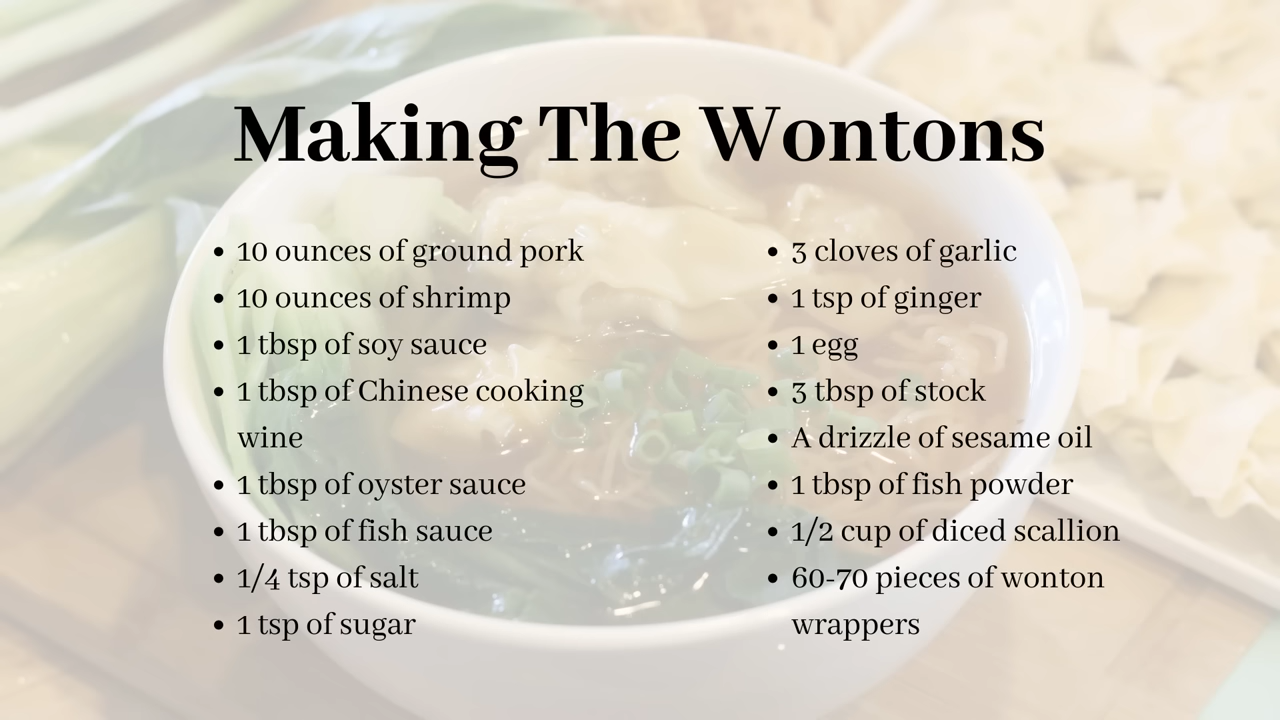 Making The Wontons
• 10 ounces of ground pork
• 10 ounces of shrimp
• 1 tbsp of soy sauce
• 1 tbsp of Chinese cooking
wine
• 1 tbsp of oyster sauce
• 1 tbsp of fish sauce
• 1/4 tsp of salt
• 1 tsp of sugar
• 3 cloves of garlic
• 1 tsp of ginger
• 1 egg
• 3 tbsp of stock
• A drizzle of sesame oil
• 1 tbsp of fish powder
• 1/2 cup of diced scallion
• 60-70 pieces of wonton
wrappers